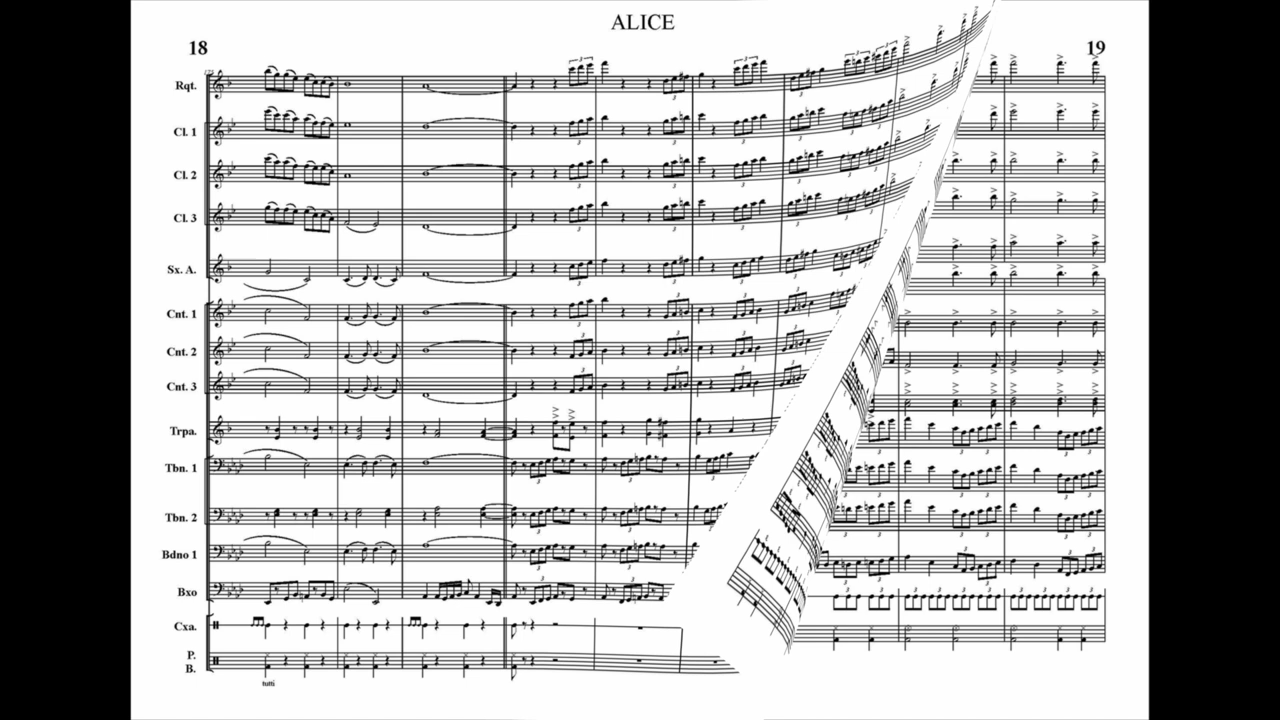 ALICE
18
19
Rqt.
Cl. 1
Cl. 2
Cl. 3
Sx. A.
Cnt. 1
Cnt. 2
Cnt. 3
Trpa.
Tbn. 1
Tbn. 2
Bdno 1
Bxo
Cxa.
P.
B.
tutti